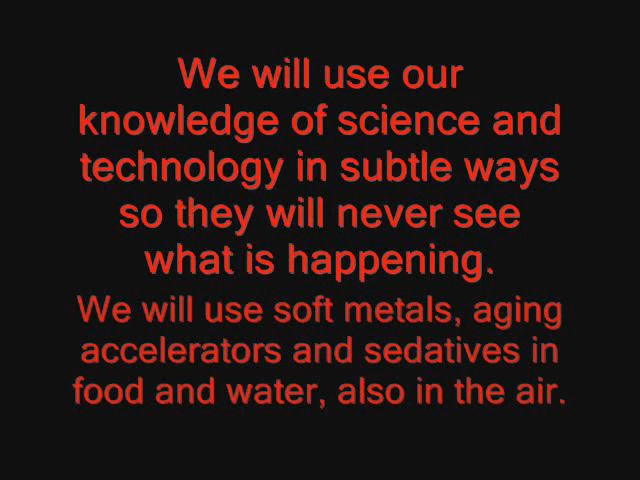 We will use our
knowledge of science and
technology in subtle ways
so they will never see
what is happening.
We will use soft metals, aging
accelerators and sedatives in
food and water, also in the air.